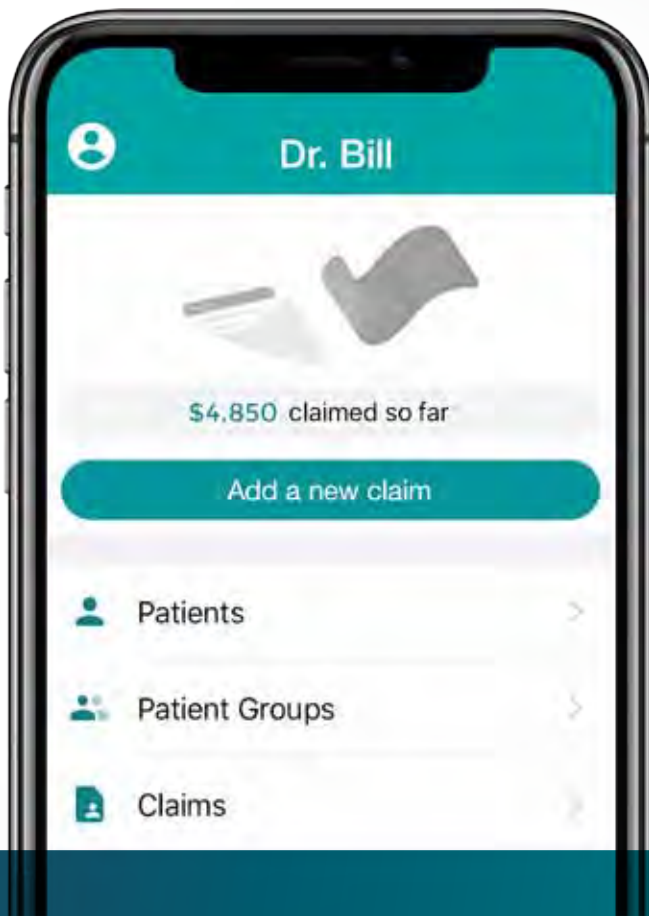 Dr. Bill
$4,850 claimed so far
Add a new claim
Patients
Patient Groups
Claims